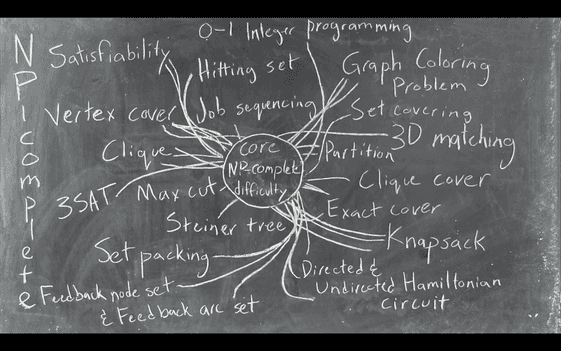 NP complete
0-1 Integer programming
Satisfiability
Hitting set
Graph Coloring
Problem
Vertex cover
Job sequencing
Set covering
3D matching
Clique
core
NP-complete
difficulty
Partition
3SAT
Max cut
Clique cover
Steiner tree
Exact cover
Set packing
Knapsack
Directed &
Undirected Hamiltonian
circuit
Feedback node set
& Feedback arc set